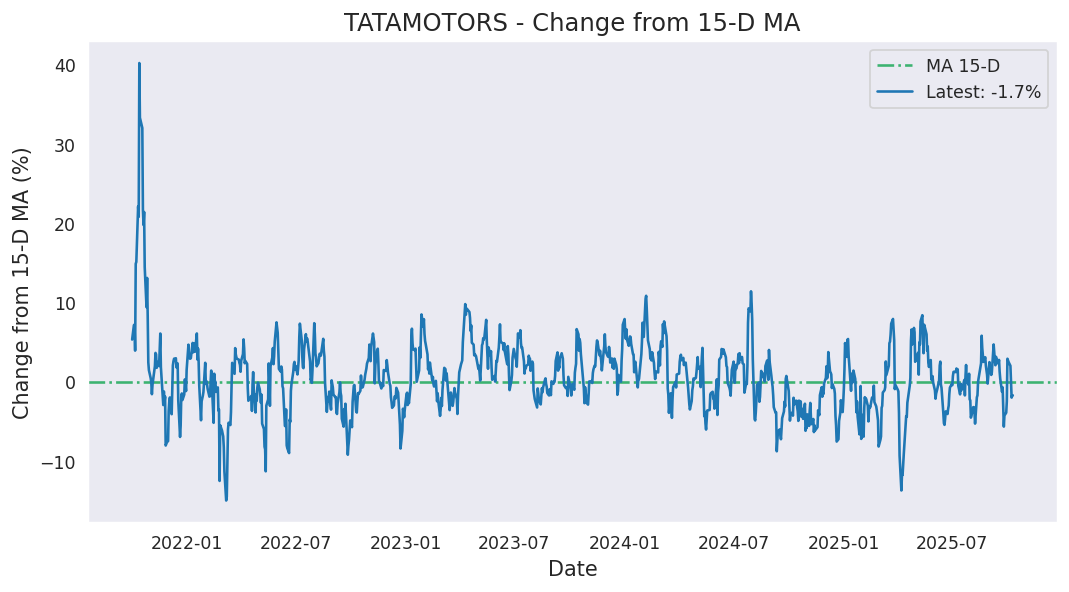 TATAMOTORS - Change from 15-D MA
MA 15-D
Latest: -1.7%
Change from 15-D MA (%)
40
30
20
10
0
−10
2022-01 2022-07 2023-01 2023-07 2024-01 2024-07 2025-01 2025-07
Date